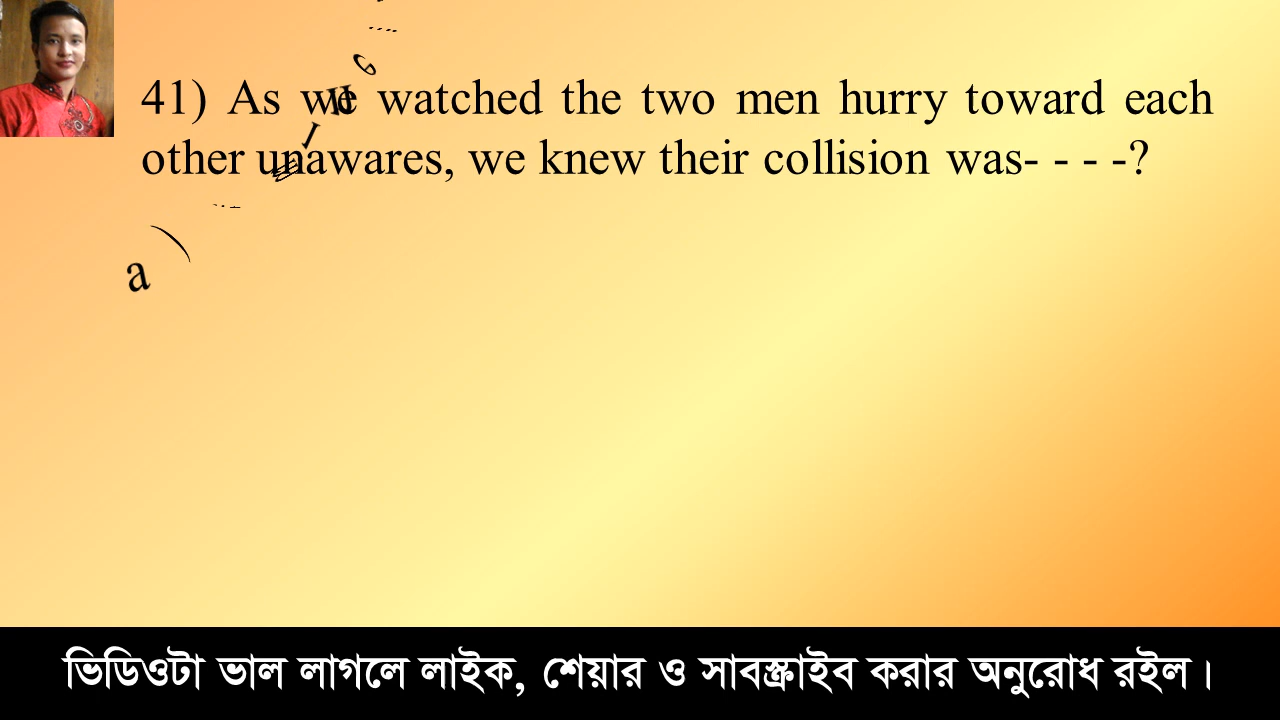 41) As we watched the two men hurry toward each
other unawares, we knew their collision was- - - -?
a)
ভিডিওটা ভাল লাগলে লাইক, শেয়ার ও সাবস্ক্রাইব করার অনুরোধ রইল।